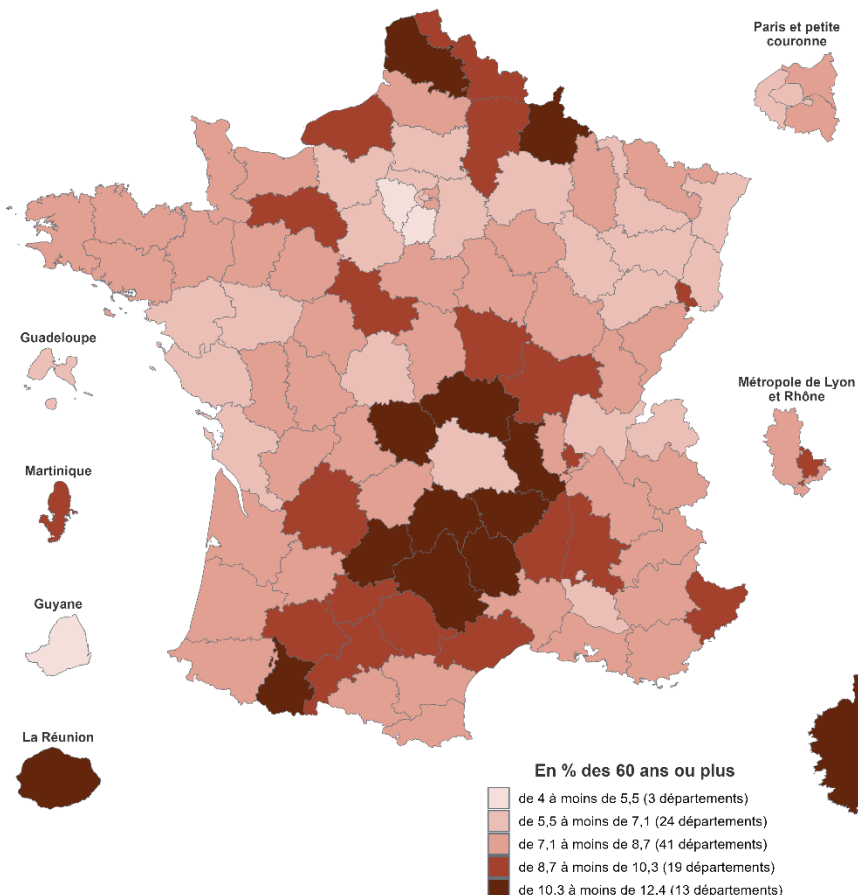 Paris et petite
couronne
Guadeloupe
Métropole de Lyon
et Rhône
Martinique
Guyane
La Réunion
En % des 60 ans ou plus
de 4 à moins de 5,5 (3 départements)
de 5,5 à moins de 7,1 (24 départements)
de 7,1 à moins de 8,7 (41 départements)
de 8,7 à moins de 10,3 (19 départements)
de 10,3 à moins de 12,4 (13 départements)